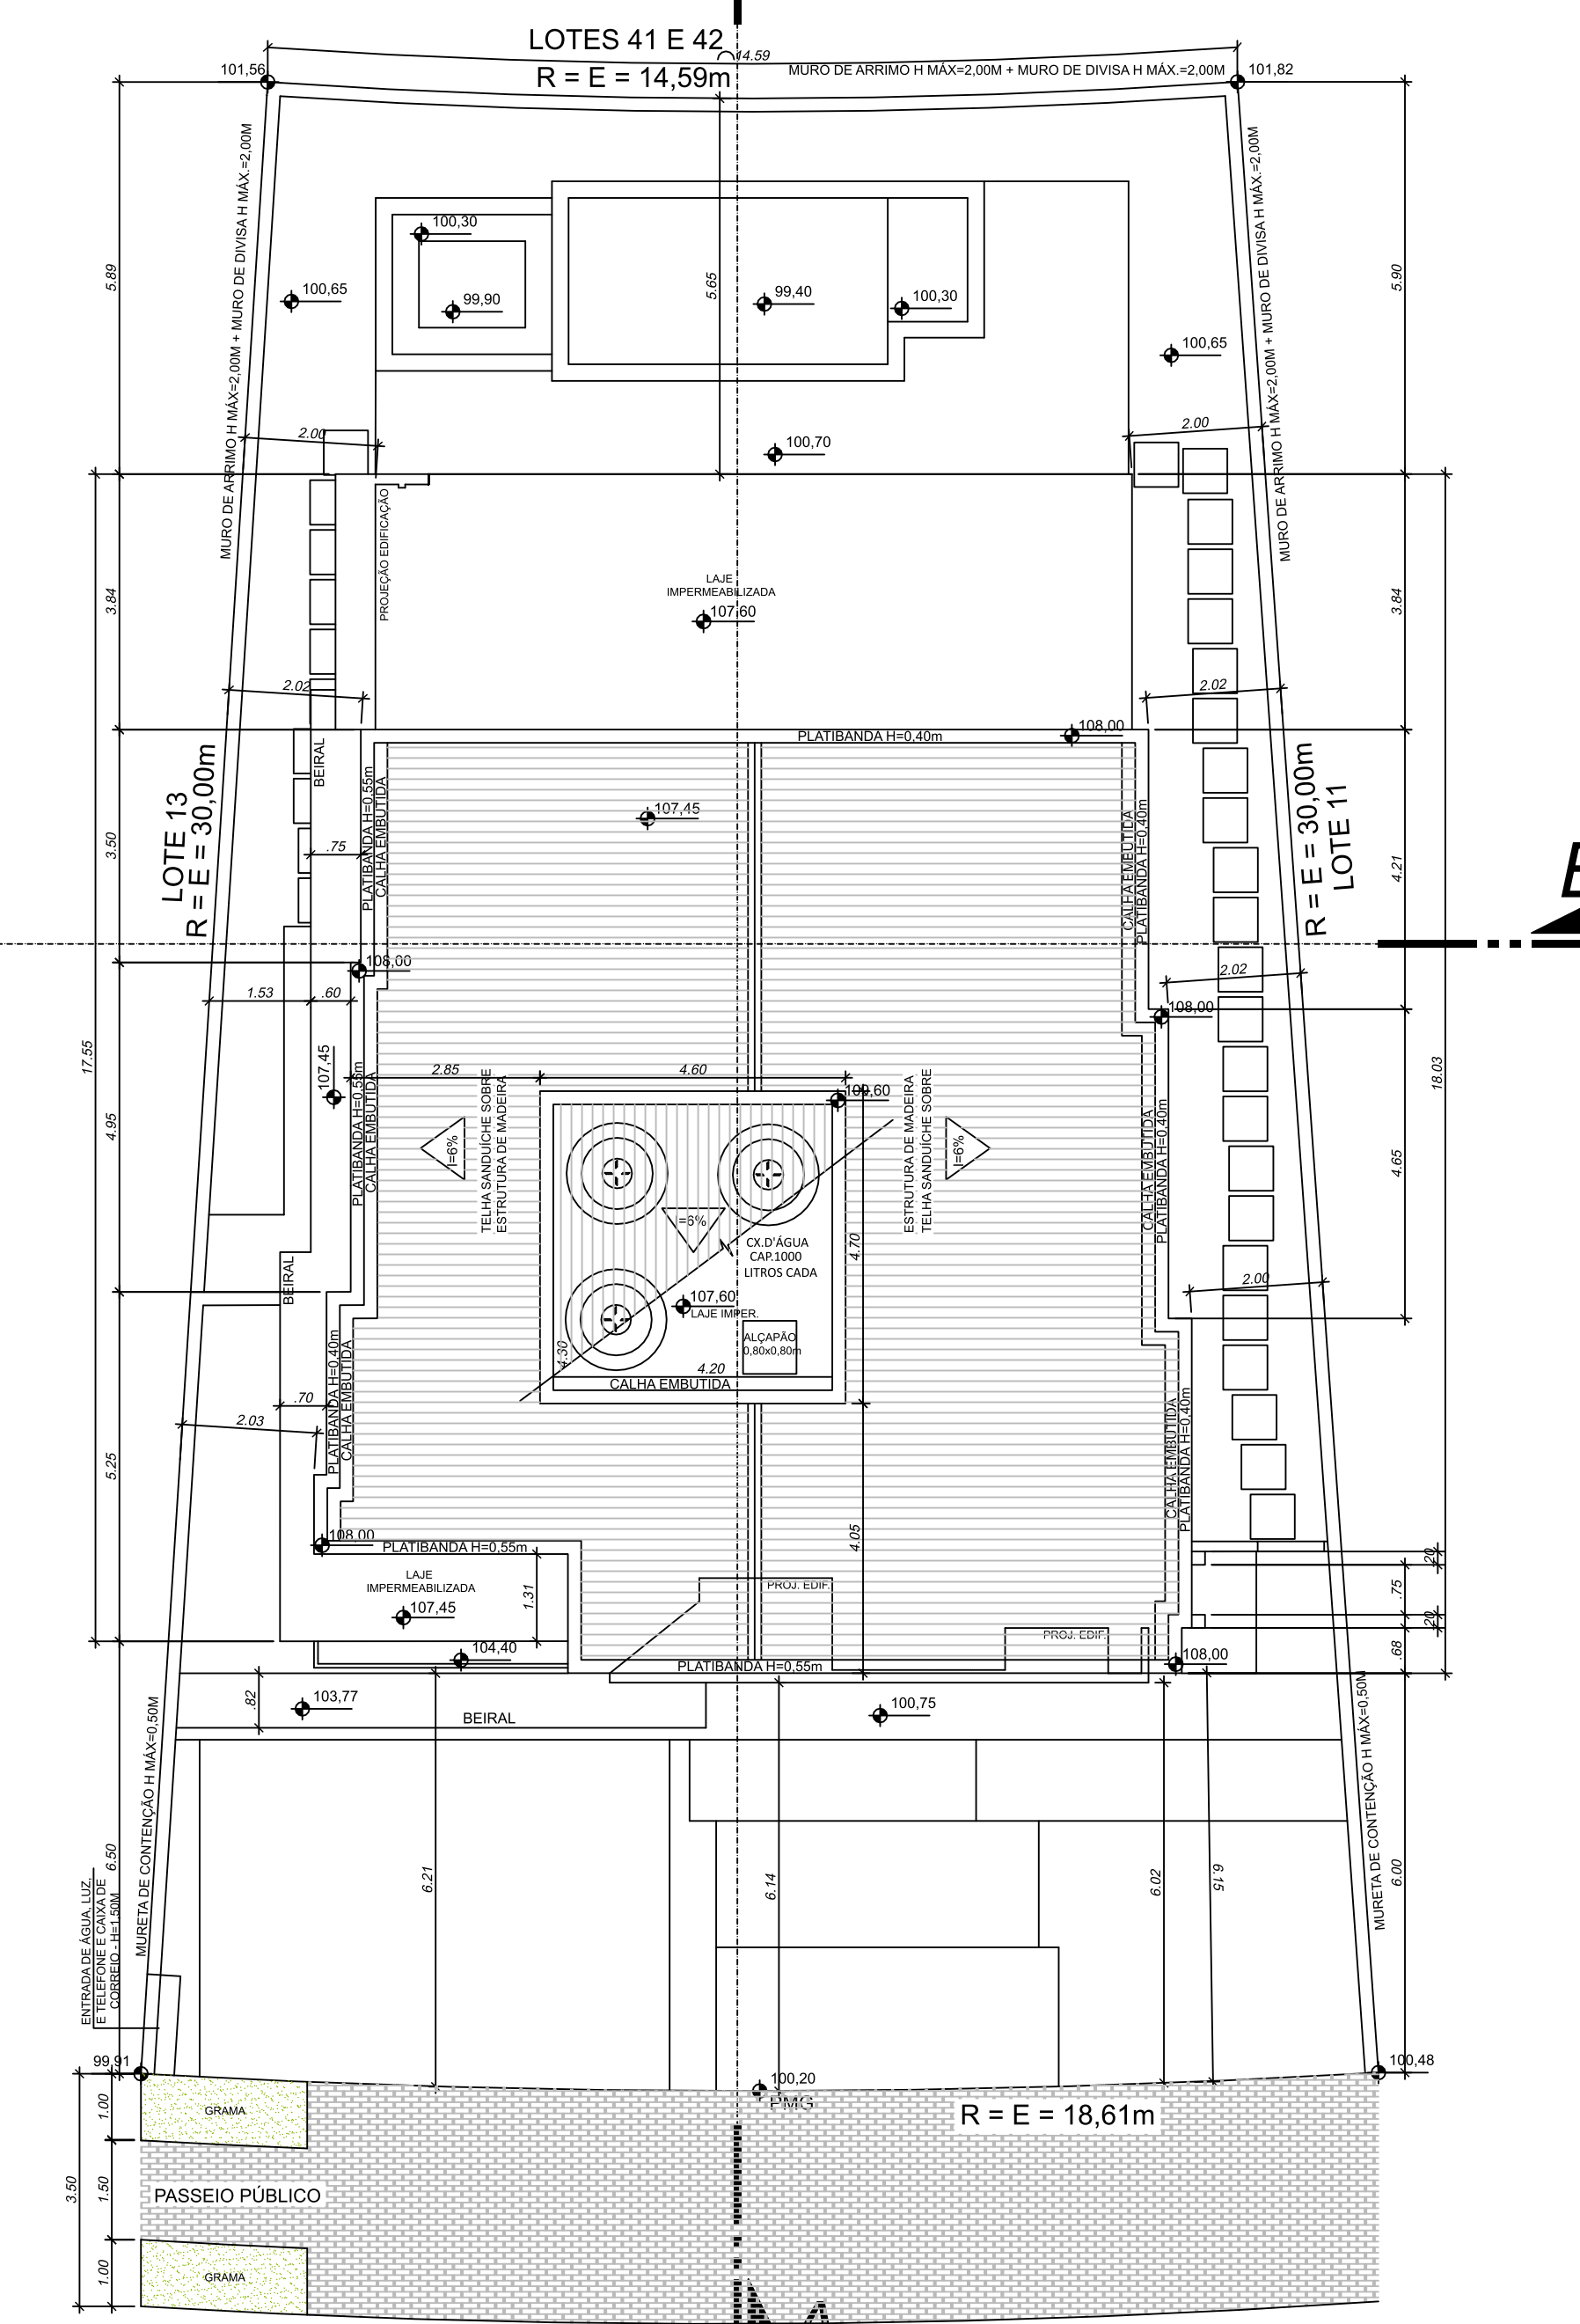 LOTES 41 E 42
14.59
R = E = 14,59m
MURO DE ARRIMO H MÁX=2,00M + MURO DE DIVISA H MÁX.=2,00M
101,56
101,82
MURO DE ARRIMO H MÁX=2,00M + MURO DE DIVISA H MÁX.=2,00M
MURO DE ARRIMO H MÁX=2,00M + MURO DE DIVISA H MÁX.=2,00M
5.89
5.65
5.90
100,30
100,65
99,90
99,40
100,30
100,65
2.00
100,70
2.00
PROJEÇÃO EDIFICAÇÃO
3.84
LAJE
IMPERMEABILIZADA
107,60
3.84
2.02
2.02
PLATIBANDA H=0,40m
108,00
BEIRAL
LOTE 13
R = E = 30,00m
R = E = 30,00m
LOTE 11
PLATIBANDA H=0,55m
CALHA EMBUTIDA
107,45
CALHA EMBUTIDA
PLATIBANDA H=0,40m
3.50
.75
4.21
108,00
2.02
1.53
.60
108,00
17.55
18.03
107,45
2.85
4.60
109,60
4.95
PLATIBANDA H=0,55m
CALHA EMBUTIDA
I=6%
TELHA SANDUÍCHE SOBRE
ESTRUTURA DE MADEIRA
ESTRUTURA DE MADEIRA
TELHA SANDUÍCHE SOBRE
I=6%
CALHA EMBUTIDA
PLATIBANDA H=0,40m
4.65
=6%
CX.D'ÁGUA
CAP.1000
LITROS CADA
4.70
BEIRAL
2.00
107,60
LAJE IMPER.
ALÇAPÃO
0,80x0,80m
4.30
4.20
CALHA EMBUTIDA
PLATIBANDA H=0,40m
CALHA EMBUTIDA
.70
2.03
CALHA EMBUTIDA
PLATIBANDA H=0,40m
5.25
4.05
108,00
PLATIBANDA H=0,55m
LAJE
IMPERMEABILIZADA
107,45
1.31
PROJ. EDIF.
.20
.75
.20
PROJ. EDIF.
.68
104,40
PLATIBANDA H=0,55m
108,00
.82
103,77
BEIRAL
100,75
MURETA DE CONTENÇÃO H MÁX=0,50M
MURETA DE CONTENÇÃO H MÁX=0,50M
6.50
6.21
6.14
6.02
6.15
6.00
ENTRADA DE ÁGUA, LUZ,
E TELEFONE E CAIXA DE
CORREIO - H=1,50M
99,91
100,20
100,48
PMG
1.00
GRAMA
R = E = 18,61m
3.50
1.50
PASSEIO PÚBLICO
1.00
GRAMA